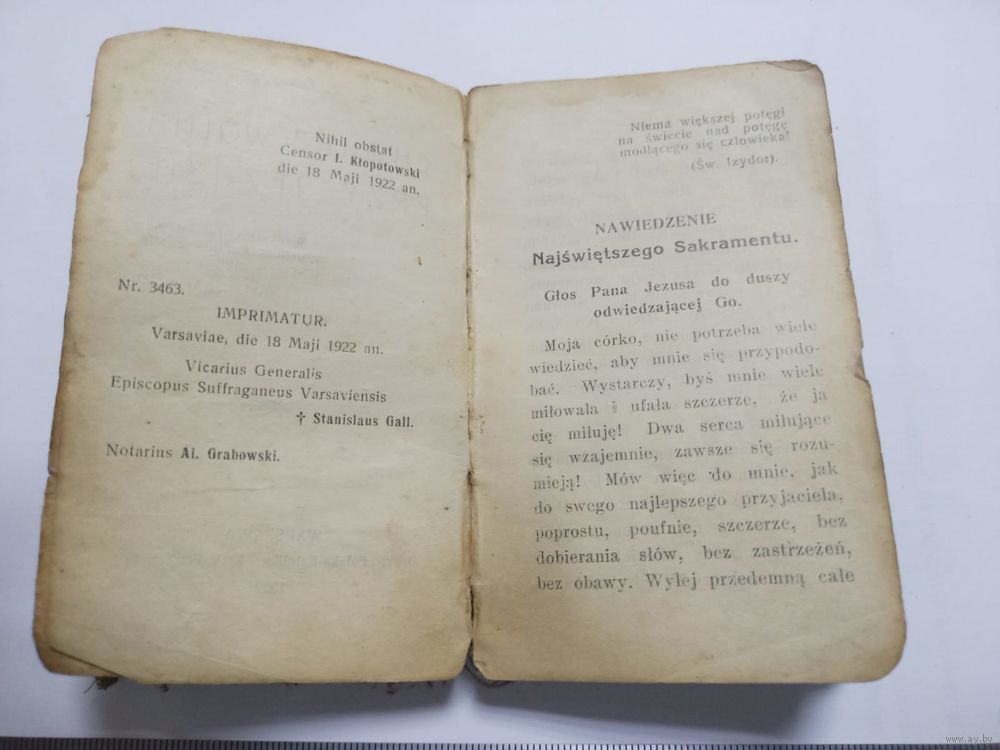 Nihil obstat
Censor I. Kłopotowski
die 18 Maji 1922 an.
Nr. 3463.
IMPRIMATUR.
Varsaviae, die 18 Maji 1922 an.
Vicarius Generalis
Episcopus Suffraganeus Varsaviensis
† Stanislaus Gall.
Notarius Al. Grabowski.
Niema większej potęgi
na świecie nad potęgę
modlącego się człowieka!
(Św. Izydor).
NAWIEDZENIE
Najświętszego Sakramentu.
Głos Pana Jezusa do duszy
odwiedzającej Go.
Moja córko, nie potrzeba wiele
wiedzieć, aby mnie się przypodo-
bać. Wystarczy, byś mnie wiele
miłowała i ufała szczerze, że ja
cię miłuję! Dwa serca miłujące
się wzajemnie, zawsze się rozu-
mieją! Mów więc do mnie, jak
do swego najlepszego przyjaciela,
poprostu, poufnie, szczerze, bez
dobierania słów, bez zastrzeżeń,
bez obawy. Wylej przedemną całe
www.av.by